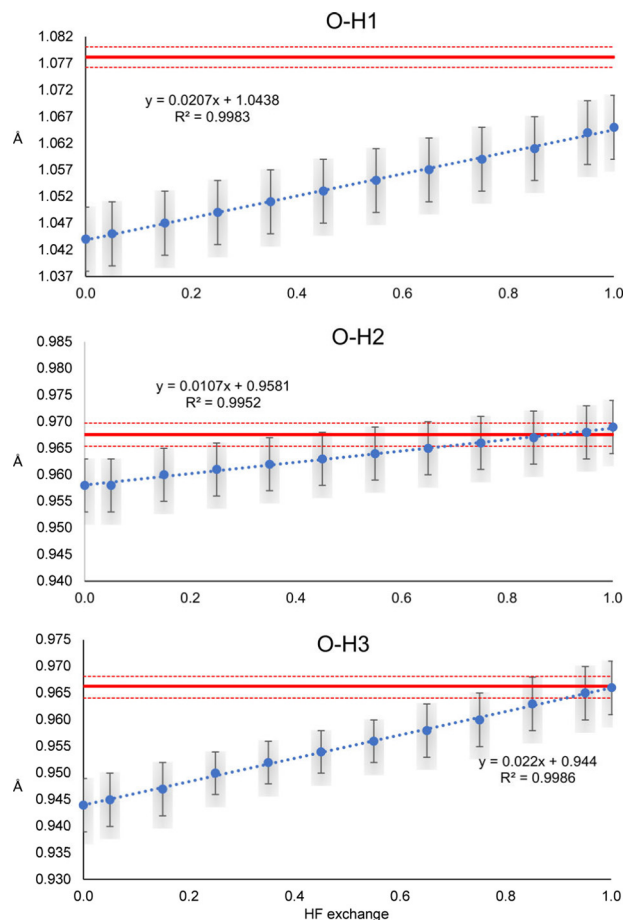 O-H1
1.082
1.077
1.072
1.067
1.062
1.057
1.052
1.047
1.042
1.037
Å
y = 0.0207x + 1.0438
R² = 0.9983
0.0 0.2 0.4 0.6 0.8 1.0
O-H2
0.985
0.980
0.975
0.970
0.965
0.960
0.955
0.950
0.945
0.940
Å
y = 0.0107x + 0.9581
R² = 0.9952
0.0 0.2 0.4 0.6 0.8 1.0
O-H3
0.975
0.970
0.965
0.960
0.955
0.950
0.945
0.940
0.935
0.930
Å
y = 0.022x + 0.944
R² = 0.9986
0.0 0.2 0.4 0.6 0.8 1.0
HF exchange